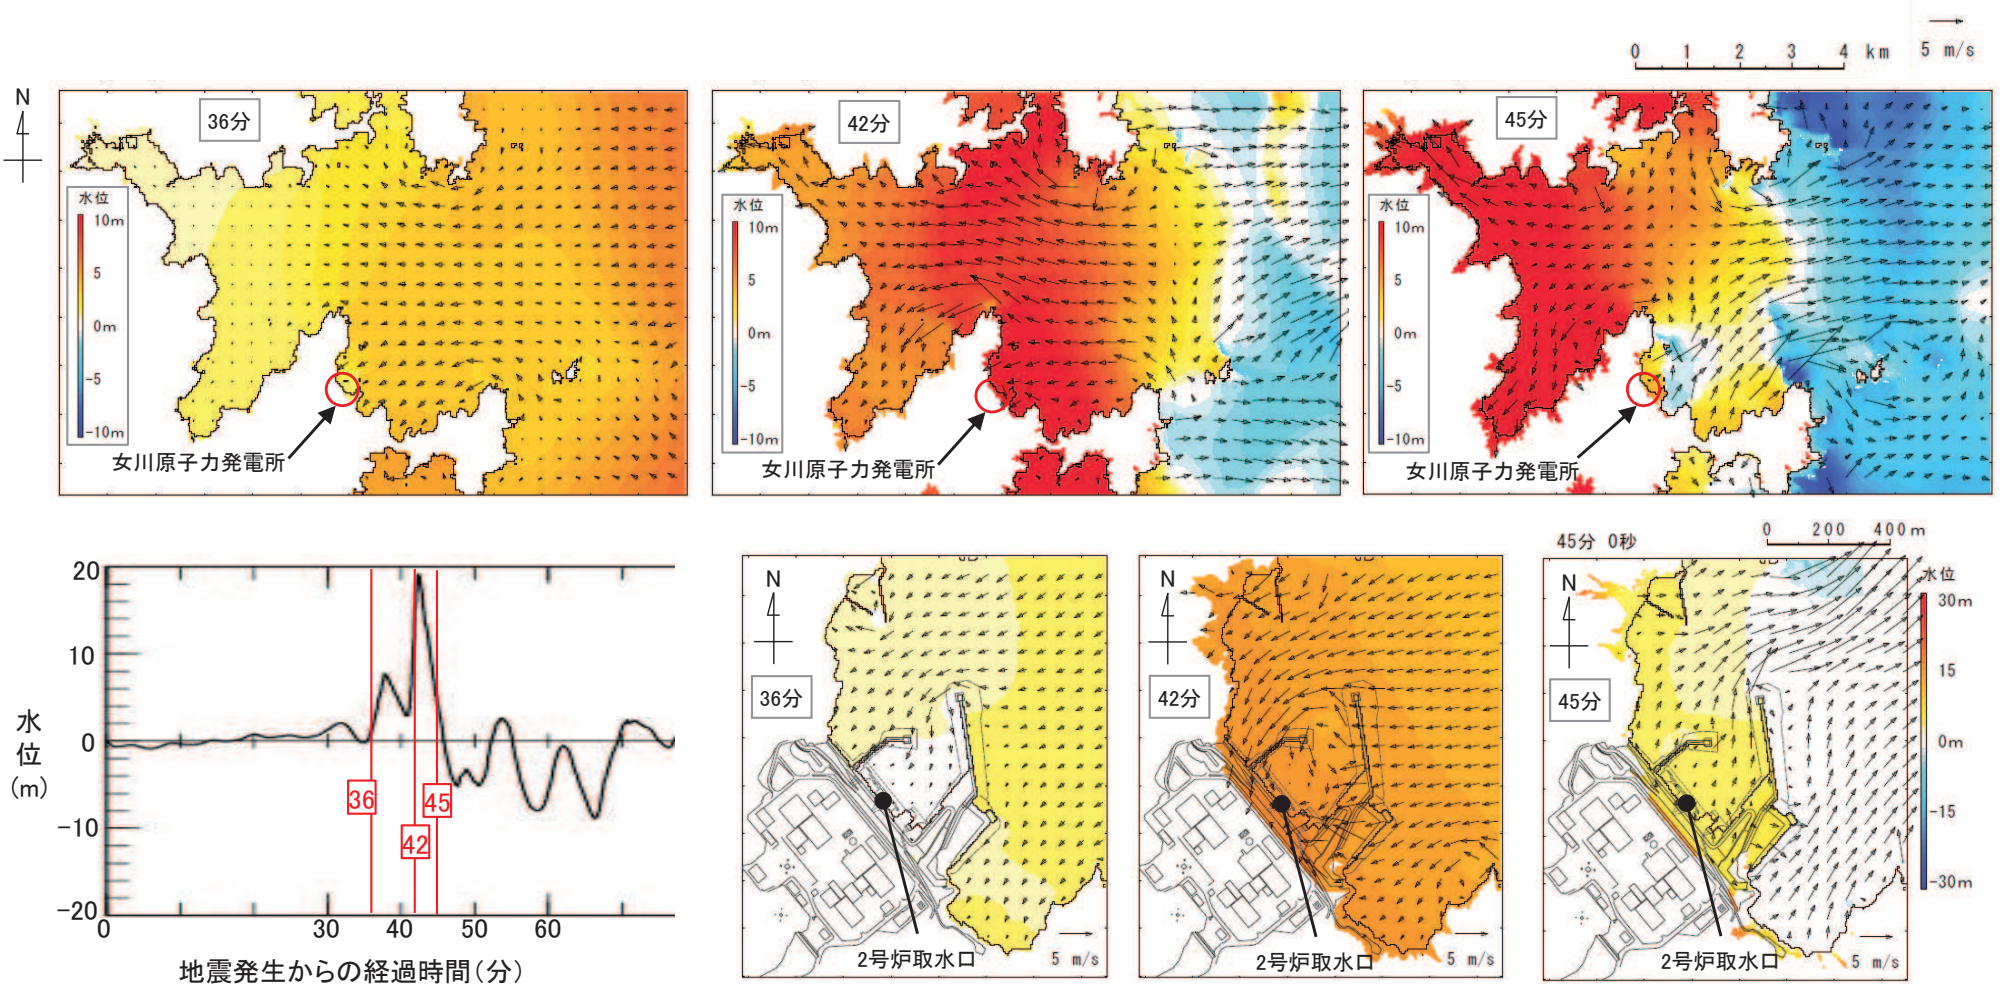 0 1 2 3 4 km
5 m/s
N
36分
水位
10m
5
0m
-5
-10m
女川原子力発電所
42分
水位
10m
5
0m
-5
-10m
女川原子力発電所
45分
水位
10m
5
0m
-5
-10m
女川原子力発電所
20
10
0
-10
-20
水位
(m)
36
42
45
0 30 40 50 60
地震発生からの経過時間(分)
N
36分
2号炉取水口
5 m/s
N
42分
2号炉取水口
5 m/s
45分 0秒
0 200 400m
N
45分
2号炉取水口
5 m/s
水位
30m
15
0m
-15
-30m